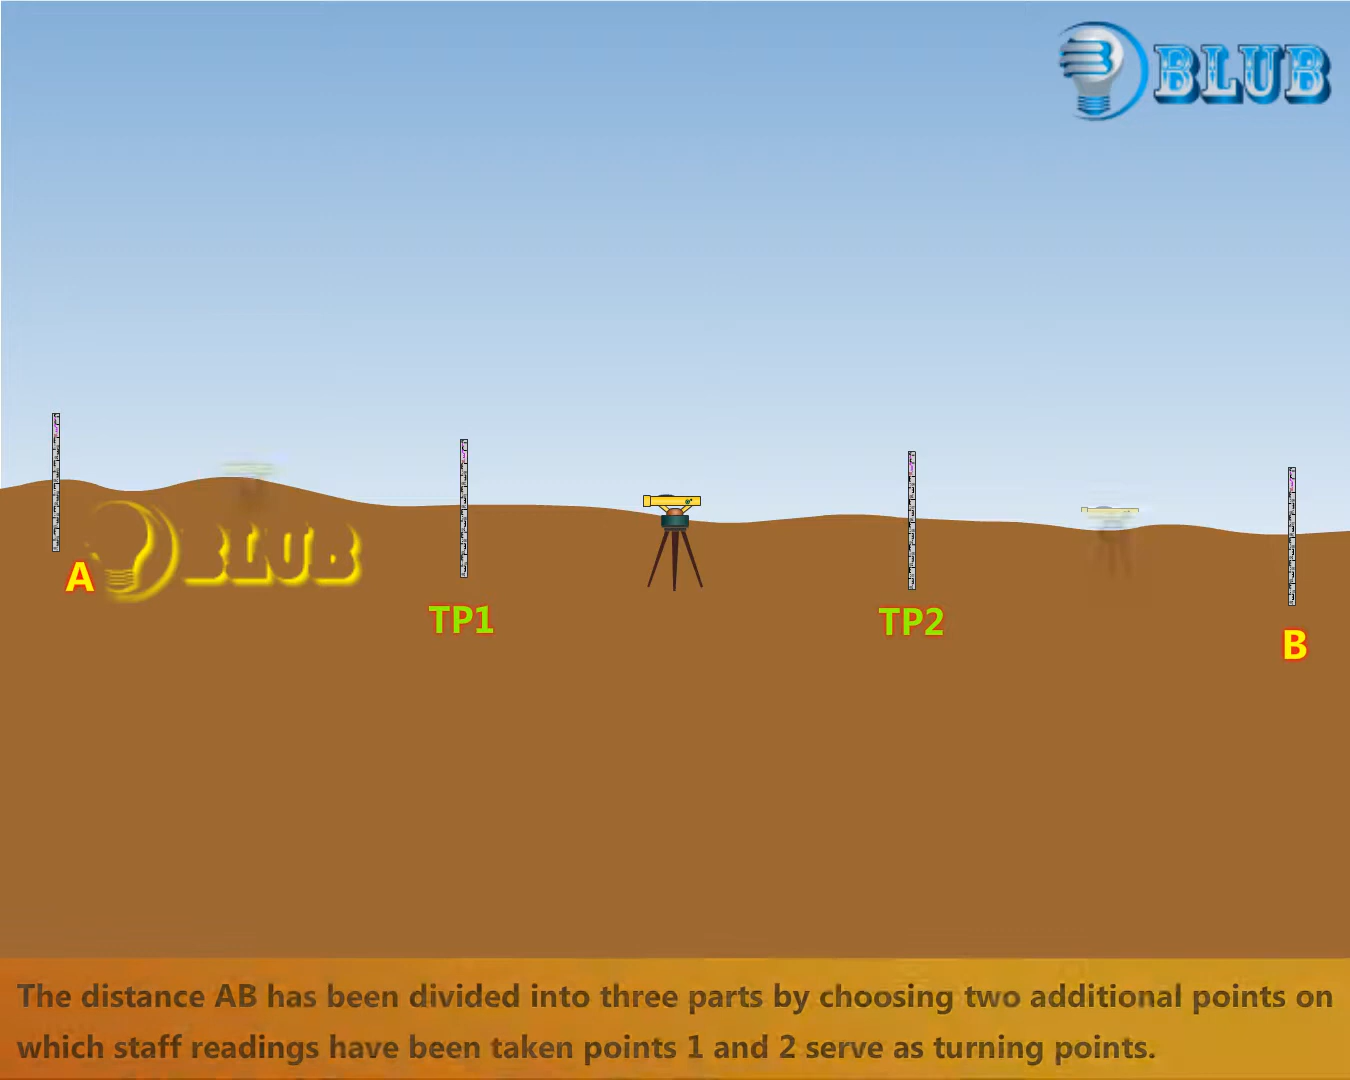 BLUB
BLUB
A
TP1
TP2
B
The distance AB has been divided into three parts by choosing two additional points on
which staff readings have been taken points 1 and 2 serve as turning points.